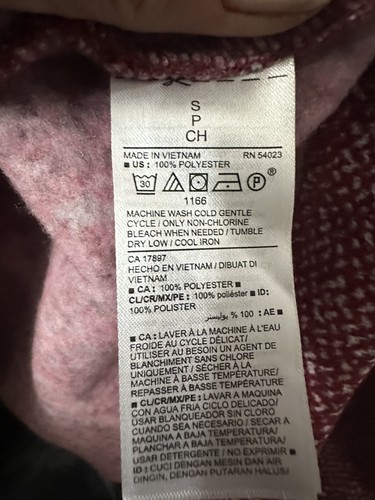 S
P
CH
MADE IN VIETNAM RN 54023
■ US: 100% POLYESTER
30 P ®
1166
MACHINE WASH COLD GENTLE
CYCLE / ONLY NON-CHLORINE
BLEACH WHEN NEEDED / TUMBLE
DRY LOW / COOL IRON
CA 17897
HECHO EN VIETNAM / DIBUAT DI
VIETNAM
■ CA: 100% POLYESTER ■
CL/CR/MX/PE: 100% poliéster ■ ID:
100% POLISTER
■ AE: 100 % بوليستر
■ CA: LAVER À LA MACHINE À L'EAU
FROIDE AU CYCLE DÉLICAT/
UTILISER AU BESOIN UN AGENT DE
BLANCHIMENT SANS CHLORE
UNIQUEMENT / SÉCHER À LA
MACHINE À BASSE TEMPÉRATURE/
REPASSER À BASSE TEMPÉRATURE
■ CL/CR/MX/PE: LAVAR A MAQUINA
CON AGUA FRIA CICLO DELICADO/
USAR BLANQUEADOR SIN CLORO
CUANDO SEA NECESARIO / SECAR A
MAQUINA A BAJA TEMPERATURA/
PLANCHAR A BAJA TEMPERATURA/
USAR DETERGENTE / NO EXPRIMIR ■
ID: CUCI DENGAN MESIN DAN AIR
DINGIN, DENGAN PUTARAN HALUS/